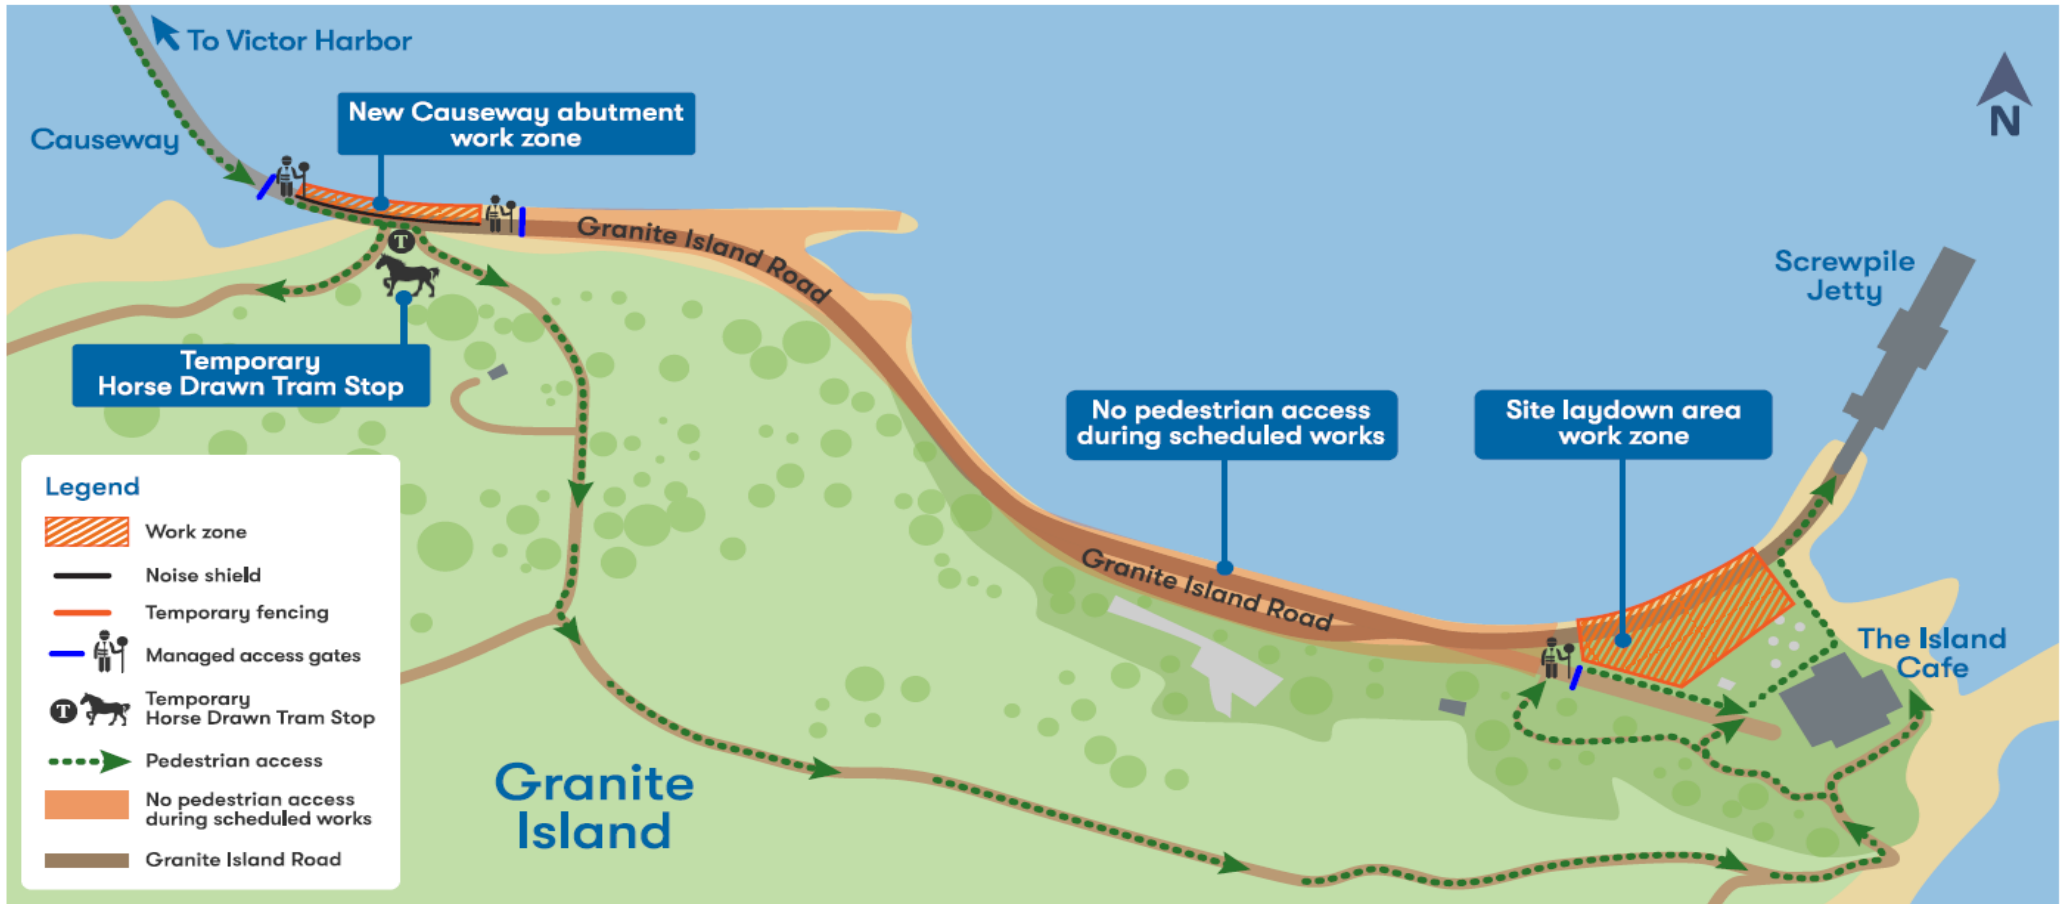 To Victor Harbor
New Causeway abutment
work zone
Causeway
N
Granite Island Road
T
Screwpile
Jetty
Temporary
Horse Drawn Tram Stop
No pedestrian access
during scheduled works
Site laydown area
work zone
Granite Island Road
The Island
Cafe
Granite
Island
Legend
Work zone
Noise shield
Temporary fencing
Managed access gates
T
Temporary
Horse Drawn Tram Stop
Pedestrian access
No pedestrian access
during scheduled works
Granite Island Road